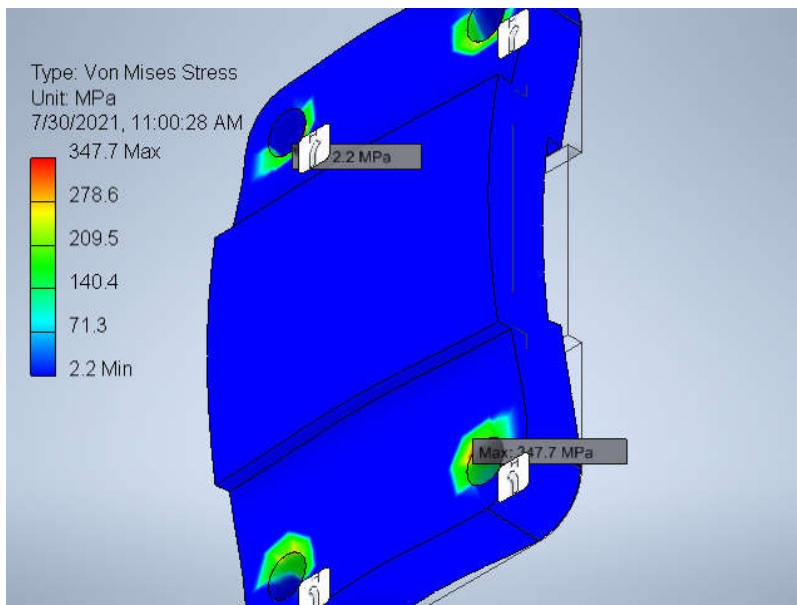 Type: Von Mises Stress
Unit: MPa
7/30/2021, 11:00:28 AM
347.7 Max
278.6
209.5
140.4
71.3
2.2 Min
2.2 MPa
Max: 347.7 MPa